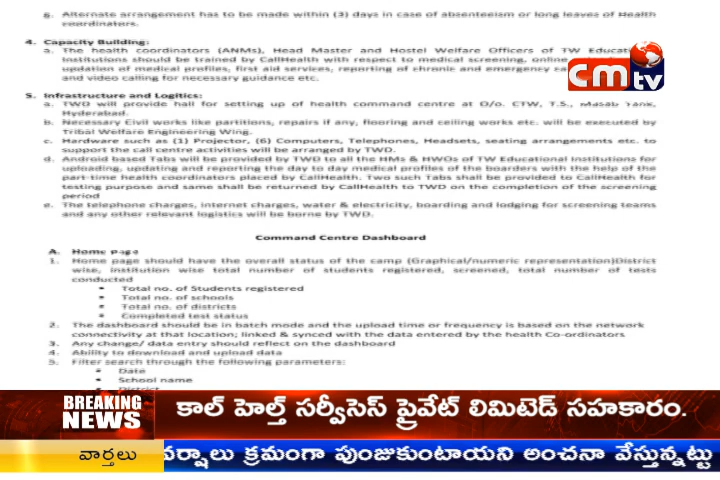 g. Alternate arrangement has to be made within (3) days in case of absenteeism or long leaves of Health
coordinators.
4. Capacity Building:
a. The health coordinators (ANMs), Head Master and Hostel Welfare Officers of TW Educati
Institutions should be trained by CallHealth with respect to medical screening, online
updation of medical profiles, first aid services, reporting of chronic and emergency ca
and video calling for necessary guidance etc.
5. Infrastructure and Logitics:
a. TWD will provide hall for setting up of health command centre at O/o. CTW, T.S., Masab Tank,
Hyderabad.
b. Necessary Civil works like partitions, repairs if any, flooring and ceiling works etc. will be executed by
Tribal Welfare Engineering Wing.
c. Hardware such as (1) Projector, (6) Computers, Telephones, Headsets, seating arrangements etc. to
support the call centre activities will be arranged by TWD.
d. Android based Tabs will be provided by TWD to all the HMs & HWOs of TW Educational Institutions for
uploading, updating and reporting the day to day medical profiles of the boarders with the help of the
part time health coordinators placed by CallHealth. Two such Tabs shall be provided to CallHealth for
testing purpose and same shall be returned by CallHealth to TWD on the completion of the screening
period
e. The telephone charges, internet charges, water & electricity, boarding and lodging for screening teams
and any other relevant logistics will be borne by TWD.
Command Centre Dashboard
A. Home Page
1. Home page should have the overall status of the camp (Graphical/numeric representation)District
wise, institution wise total number of students registered, screened, total number of tests
conducted
• Total no. of Students registered
• Total no. of schools
• Total no. of districts
• Completed test status
2. The dashboard should be in batch mode and the upload time or frequency is based on the network
connectivity at that location; linked & synced with the data entered by the health Co-ordinators
3. Any change/ data entry should reflect on the dashboard
4. Ability to download and upload data
5. Filter search through the following parameters:
• Date
• School name
• District
cm tv
BREAKING
NEWS
కాల్ హెల్త్ సర్వీసెస్ ప్రైవేట్ లిమిటెడ్ సహకారం.
వార్తలు
వర్షాలు క్రమంగా పుంజుకుంటాయని అంచనా వేస్తున్నట్టు